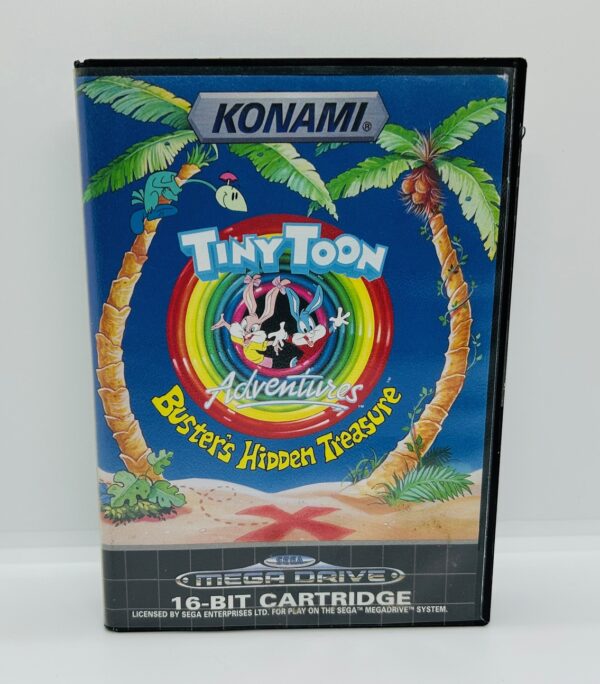 KONAMI®
TINY TOON
Adventures™
BUSTER'S HIDDEN TREASURE
SEGA
MEGA DRIVE
16-BIT CARTRIDGE
LICENSED BY SEGA ENTERPRISES LTD. FOR PLAY ON THE SEGA™ MEGADRIVE™ SYSTEM.